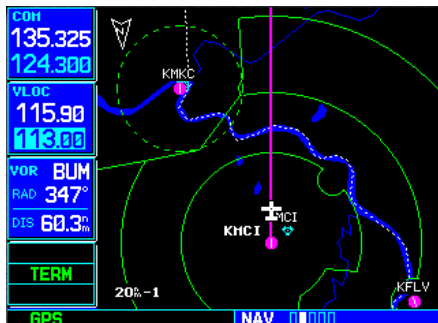 COM
135.325
124.300
VLOC
115.90
113.00
VOR BUM
RAD 347°
DIS 60.3nm
TERM
GPS
N
KMKC
MCI
KMCI
KFLV
20nm-1
NAV